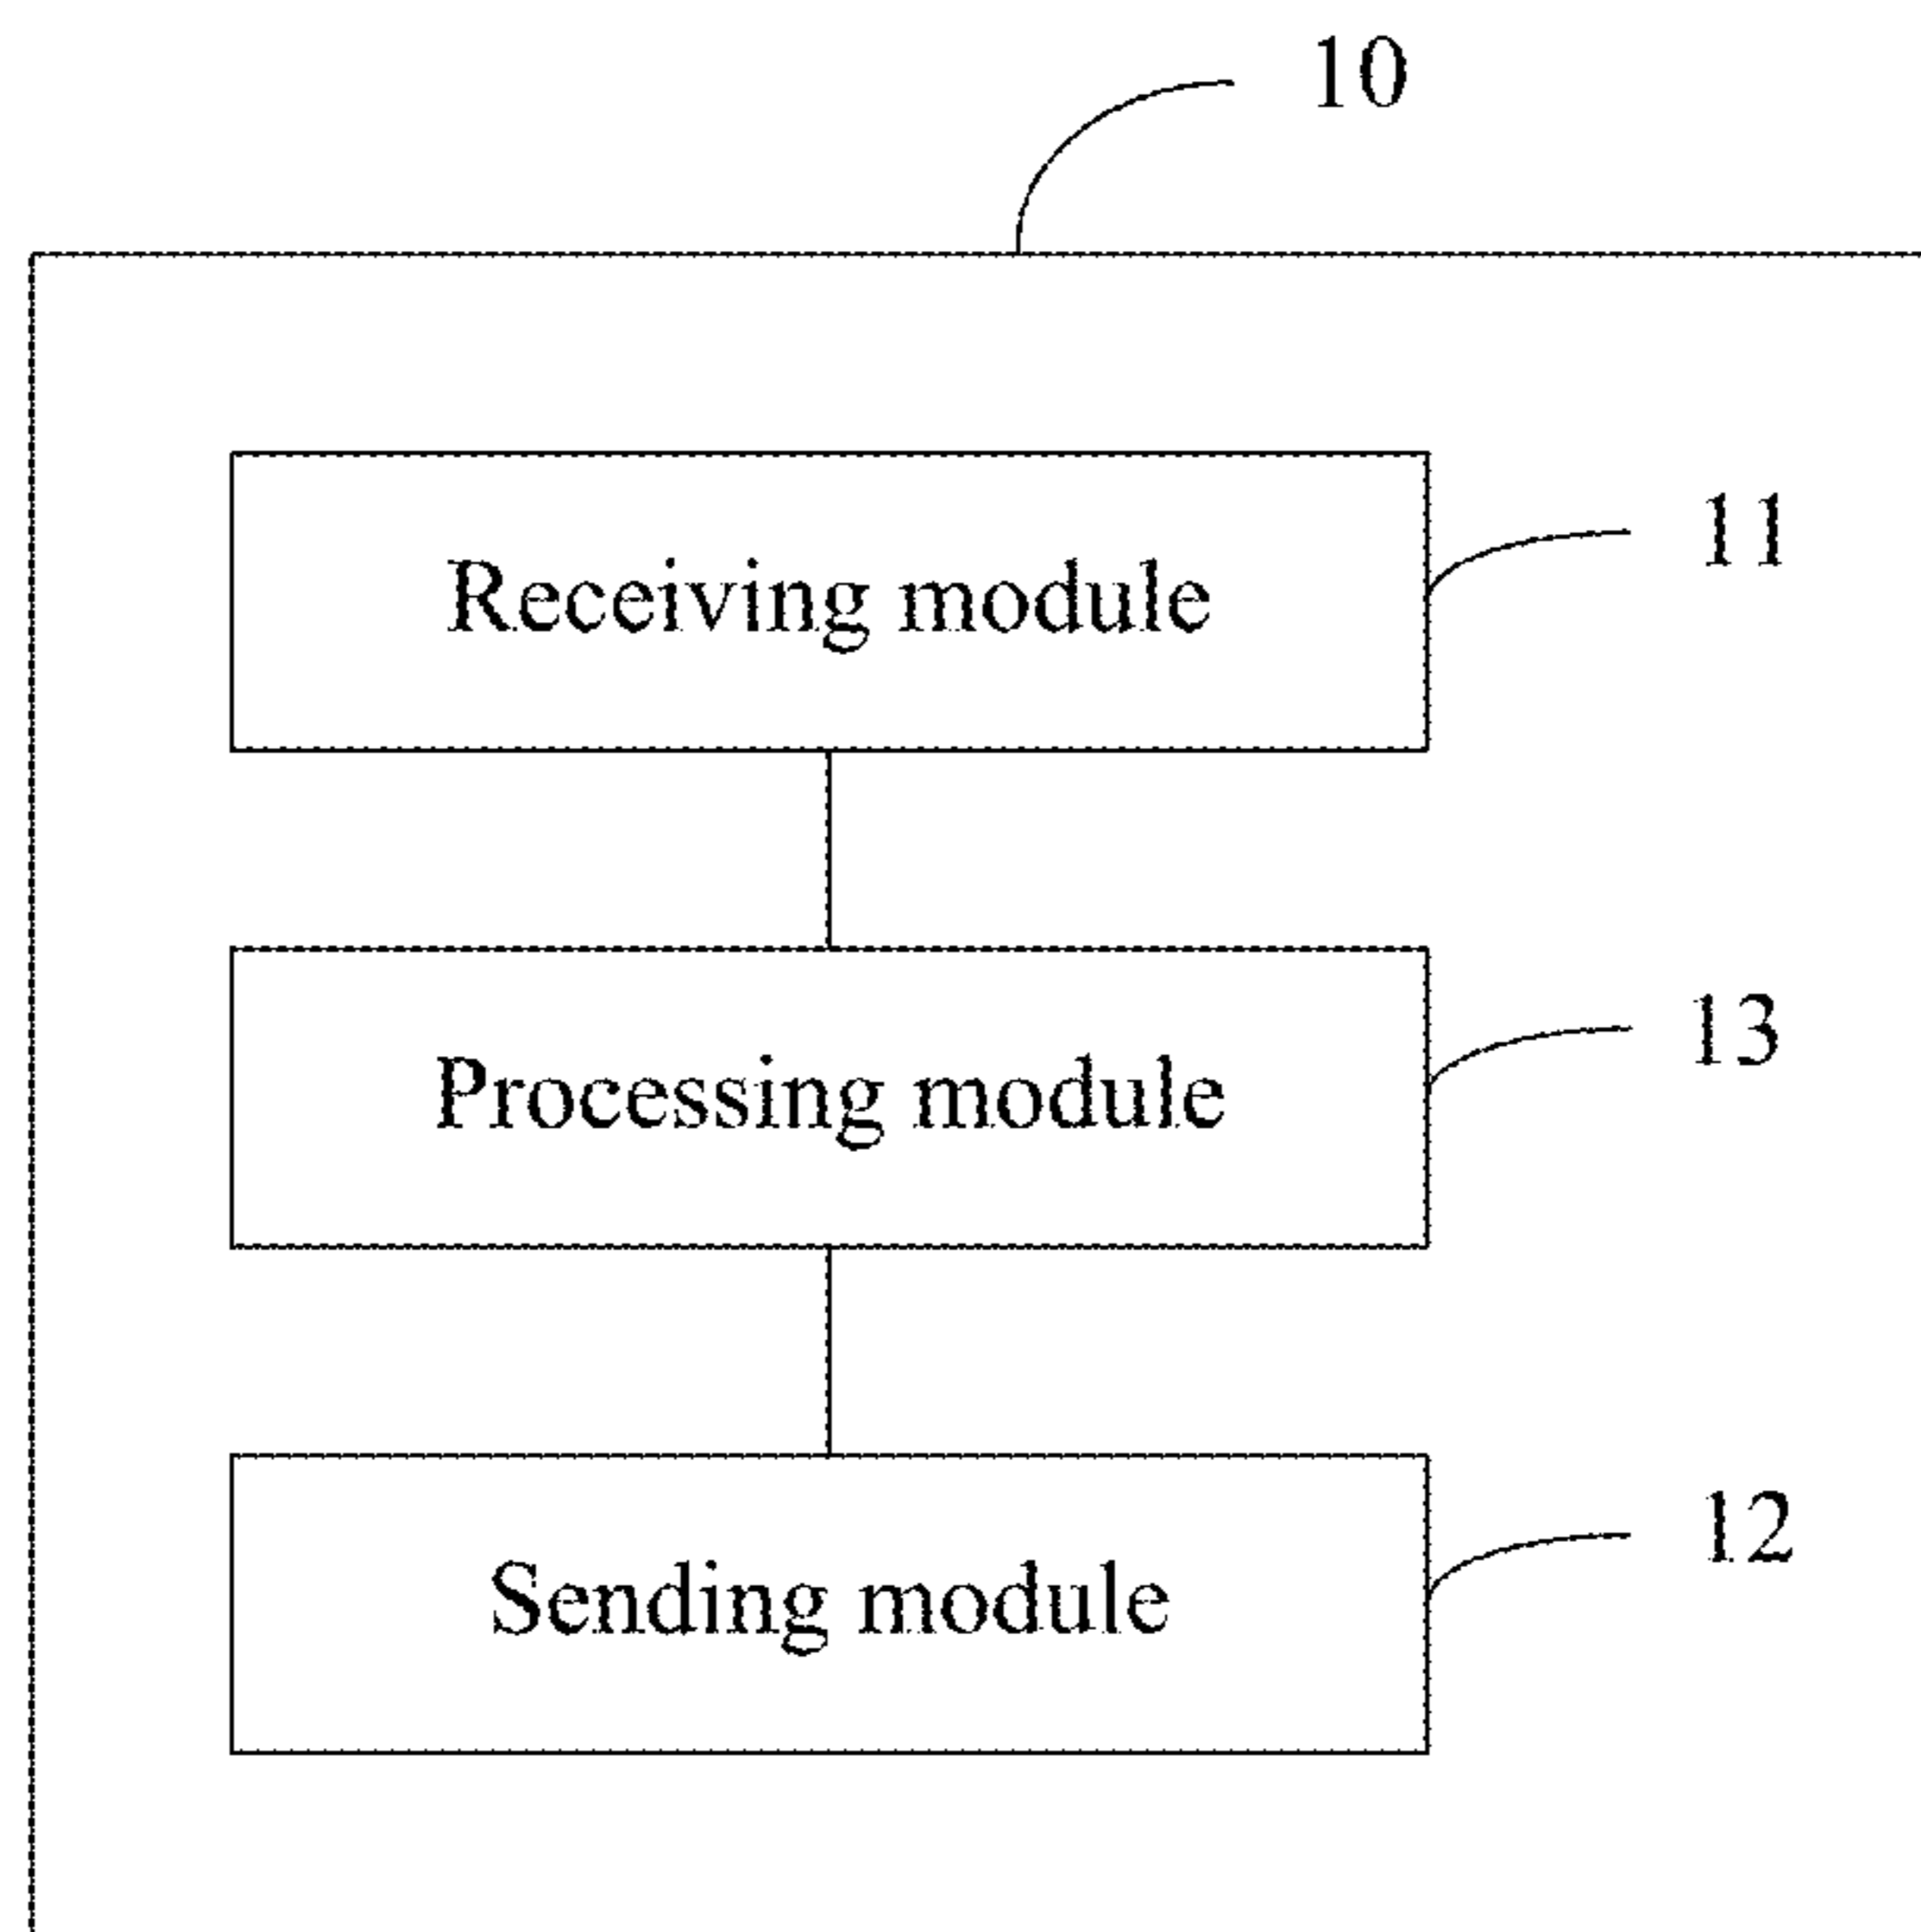 10
Receiving module
11
Processing module
13
Sending module
12